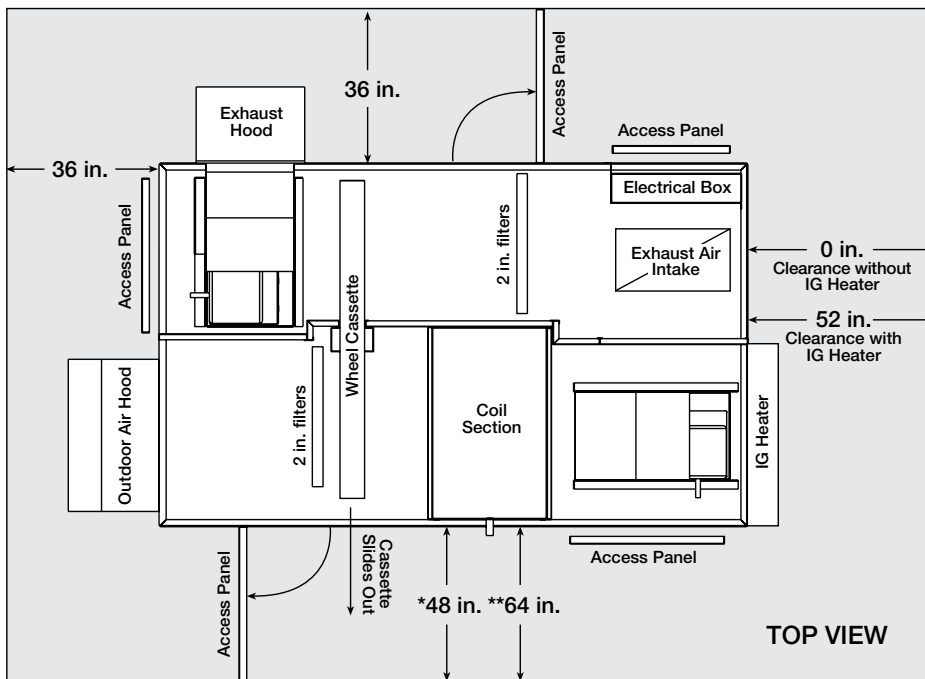 36 in.
Access Panel
Exhaust
Hood
Access Panel
36 in.
Electrical Box
Access Panel
2 in. filters
Exhaust Air
Intake
0 in.
Clearance without
IG Heater
Wheel Cassette
52 in.
Clearance with
IG Heater
Outdoor Air Hood
2 in. filters
Coil
Section
IG Heater
Access Panel
Cassette
Slides Out
Access Panel
*48 in.
**64 in.
TOP VIEW